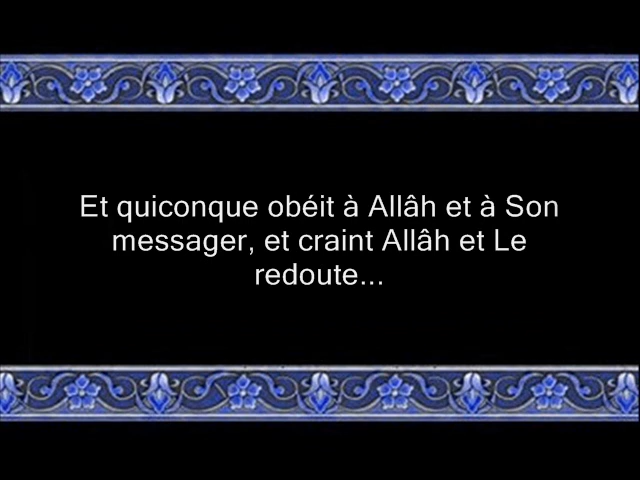 Et quiconque obéit à Allâh et à Son
messager, et craint Allâh et Le
redoute...